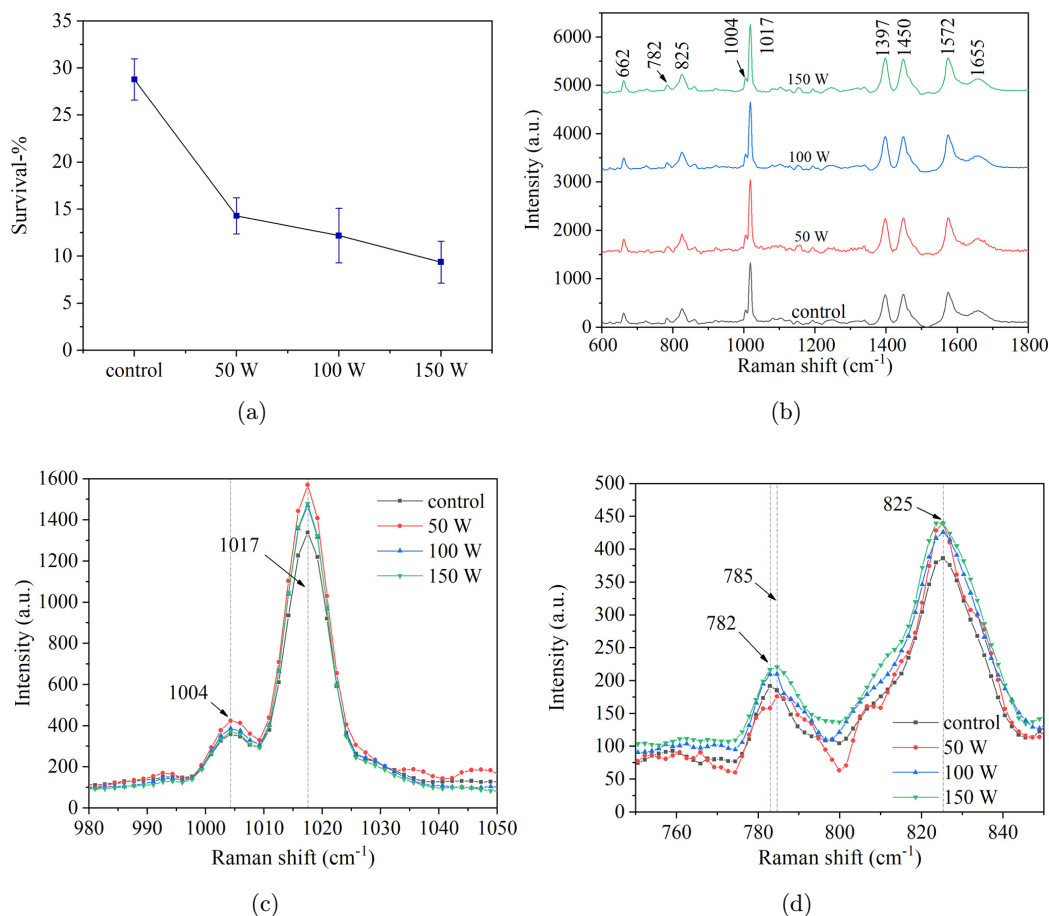 35
30
25
20
15
10
5
0
Survival-%
control
50 W
100 W
150 W
(a)
6000
5000
4000
3000
2000
1000
0
Intensity (a.u.)
662
782
825
1004
1017
1397
1450
1572
1655
150 W
100 W
50 W
control
600 800 1000 1200 1400 1600 1800
Raman shift (cm⁻¹)
(b)
1600
1400
1200
1000
800
600
400
200
0
Intensity (a.u.)
1017
1004
control
50 W
100 W
150 W
980 990 1000 1010 1020 1030 1040 1050
Raman shift (cm⁻¹)
(c)
500
450
400
350
300
250
200
150
100
50
0
Intensity (a.u.)
825
785
782
control
50 W
100 W
150 W
760 780 800 820 840
Raman shift (cm⁻¹)
(d)